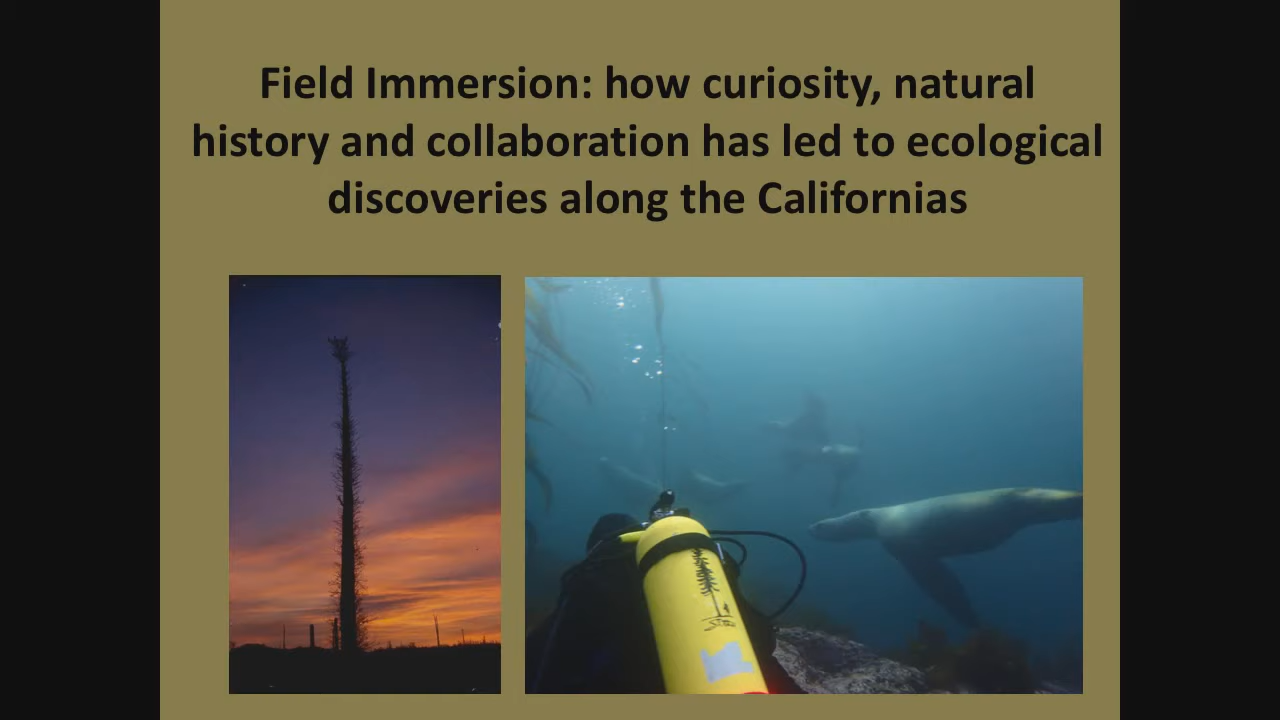 Field Immersion: how curiosity, natural
history and collaboration has led to ecological
discoveries along the Californias